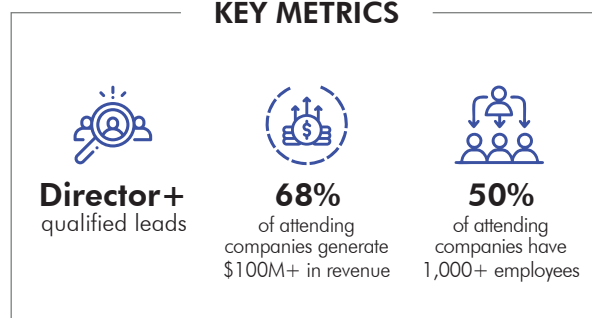 KEY METRICS
Director+
qualified leads
68%
of attending
companies generate
$100M+ in revenue
50%
of attending
companies have
1,000+ employees